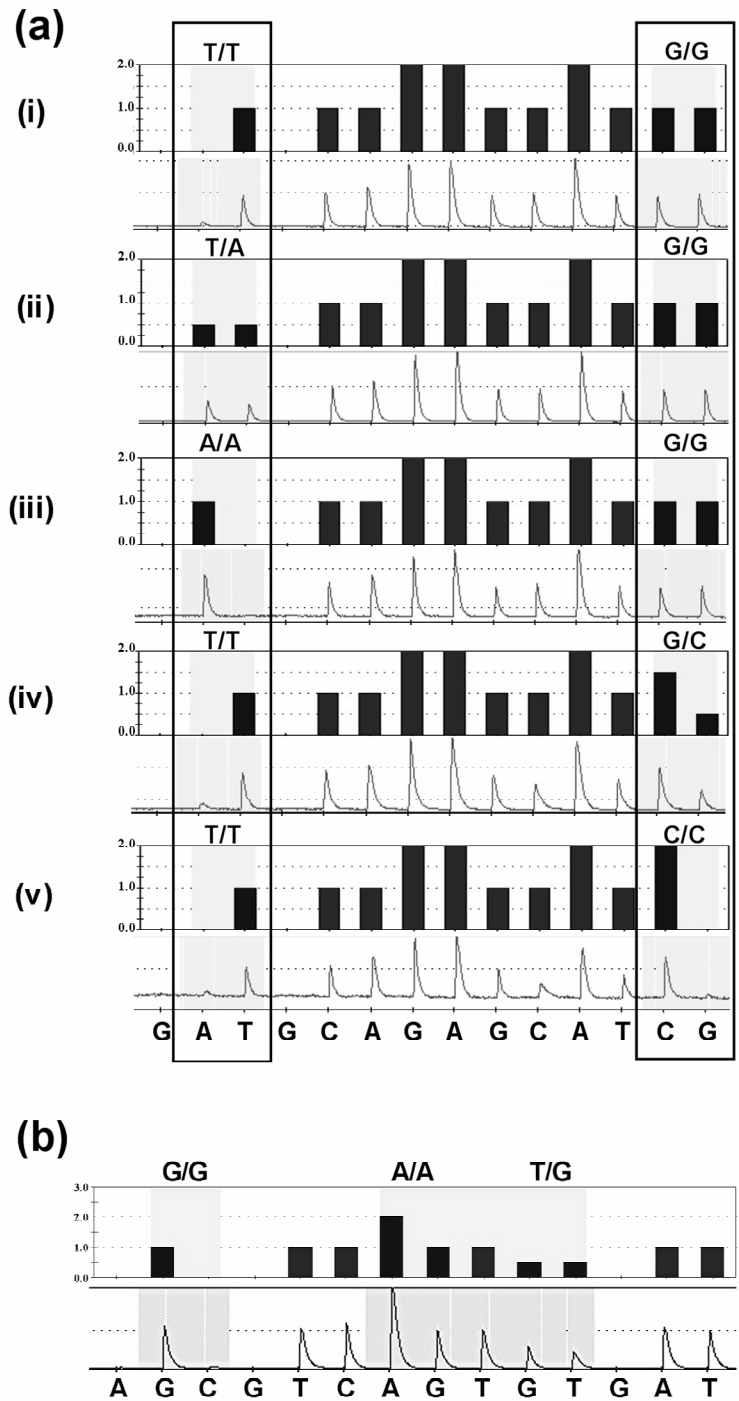 (a)
T/T G/G
(i)
2.0
1.0
0.0
T/A G/G
(ii)
2.0
1.0
0.0
A/A G/G
(iii)
2.0
1.0
0.0
T/T G/C
(iv)
2.0
1.0
0.0
T/T C/C
(v)
2.0
1.0
0.0
G A T G C A G A G C A T C G
(b)
G/G A/A T/G
3.0
2.0
1.0
0.0
A G C G T C A G T G T G A T